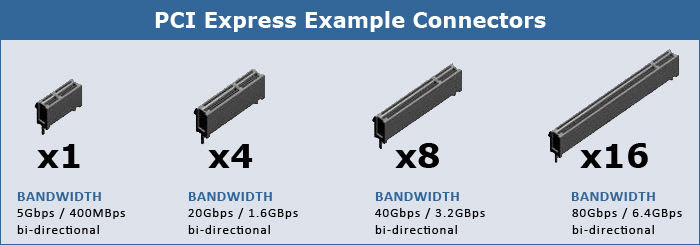 PCI Express Example Connectors
x1
x4
x8
x16
BANDWIDTH
5Gbps / 400MBps
bi-directional
BANDWIDTH
20Gbps / 1.6GBps
bi-directional
BANDWIDTH
40Gbps / 3.2GBps
bi-directional
BANDWIDTH
80Gbps / 6.4GBps
bi-directional